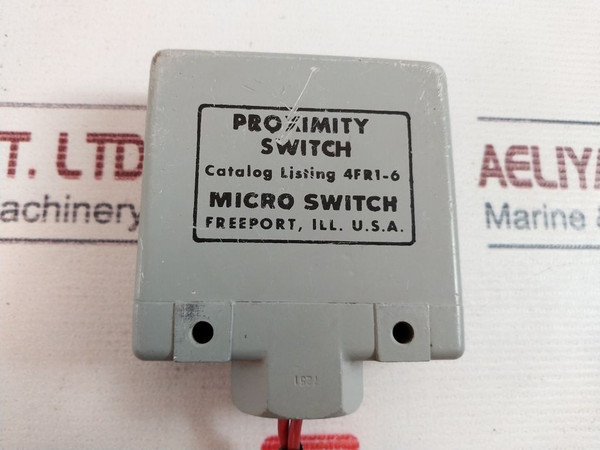 PROXIMITY
SWITCH
Catalog Listing 4FR1-6
MICRO SWITCH
FREEPORT, ILL. U.S.A.
T. LTD
achinery
AELIYA
Marine &